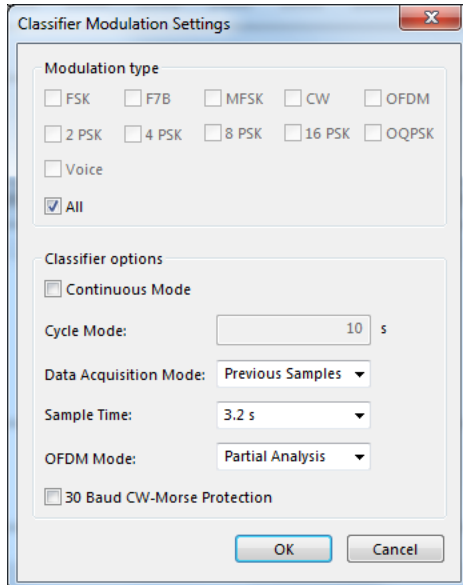 Classifier Modulation Settings
Modulation type
FSK F7B MFSK CW OFDM
2 PSK 4 PSK 8 PSK 16 PSK OQPSK
Voice
All
Classifier options
Continuous Mode
Cycle Mode: 10 s
Data Acquisition Mode: Previous Samples
Sample Time: 3.2 s
OFDM Mode: Partial Analysis
30 Baud CW-Morse Protection
OK Cancel